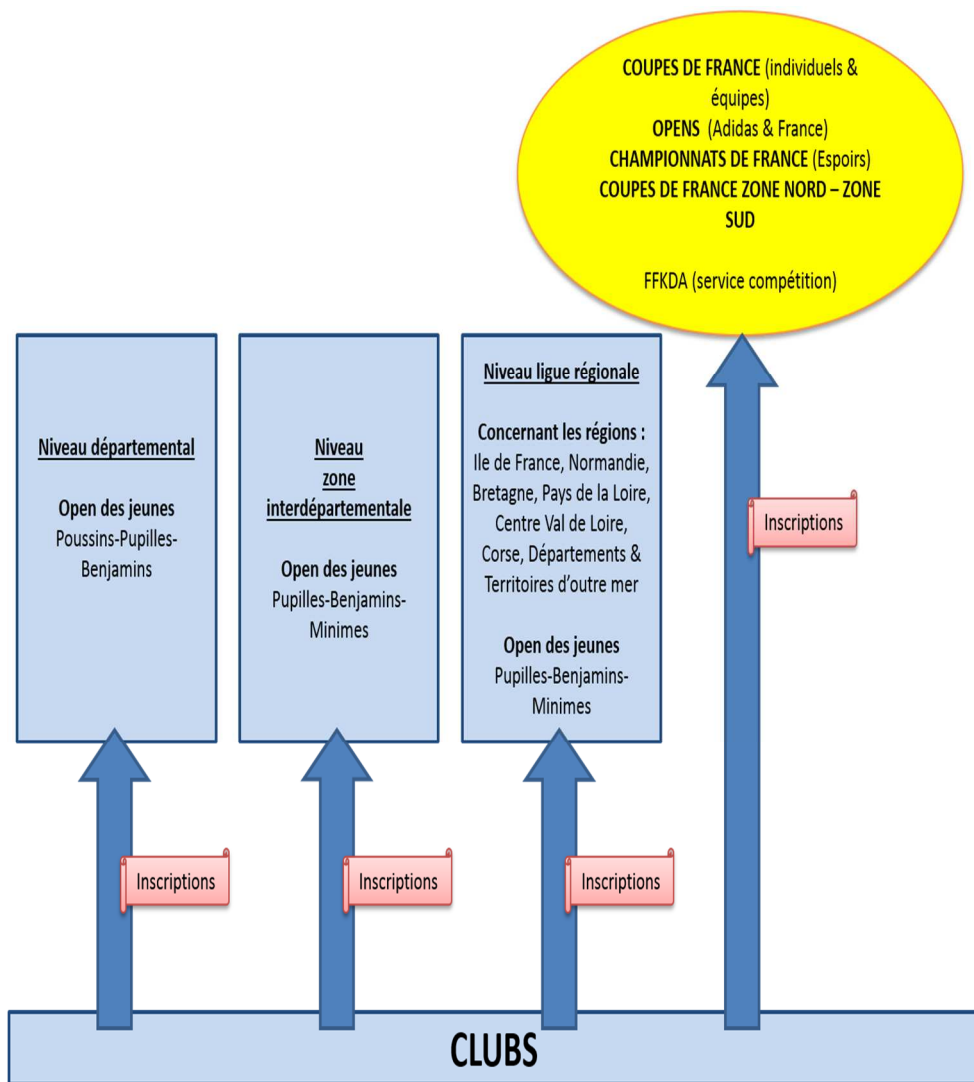 COUPES DE FRANCE (individuels &
équipes)
OPENS (Adidas & France)
CHAMPIONNATS DE FRANCE (Espoirs)
COUPES DE FRANCE ZONE NORD – ZONE
SUD
FFKDA (service compétition)
Niveau départemental
Open des jeunes
Poussins-Pupilles-
Benjamins
Niveau
zone
interdépartementale
Open des jeunes
Pupilles-Benjamins-
Minimes
Niveau ligue régionale
Concernant les régions :
Ile de France, Normandie,
Bretagne, Pays de la Loire,
Centre Val de Loire,
Corse, Départements &
Territoires d'outre mer
Open des jeunes
Pupilles-Benjamins-
Minimes
Inscriptions
Inscriptions
Inscriptions
Inscriptions
CLUBS